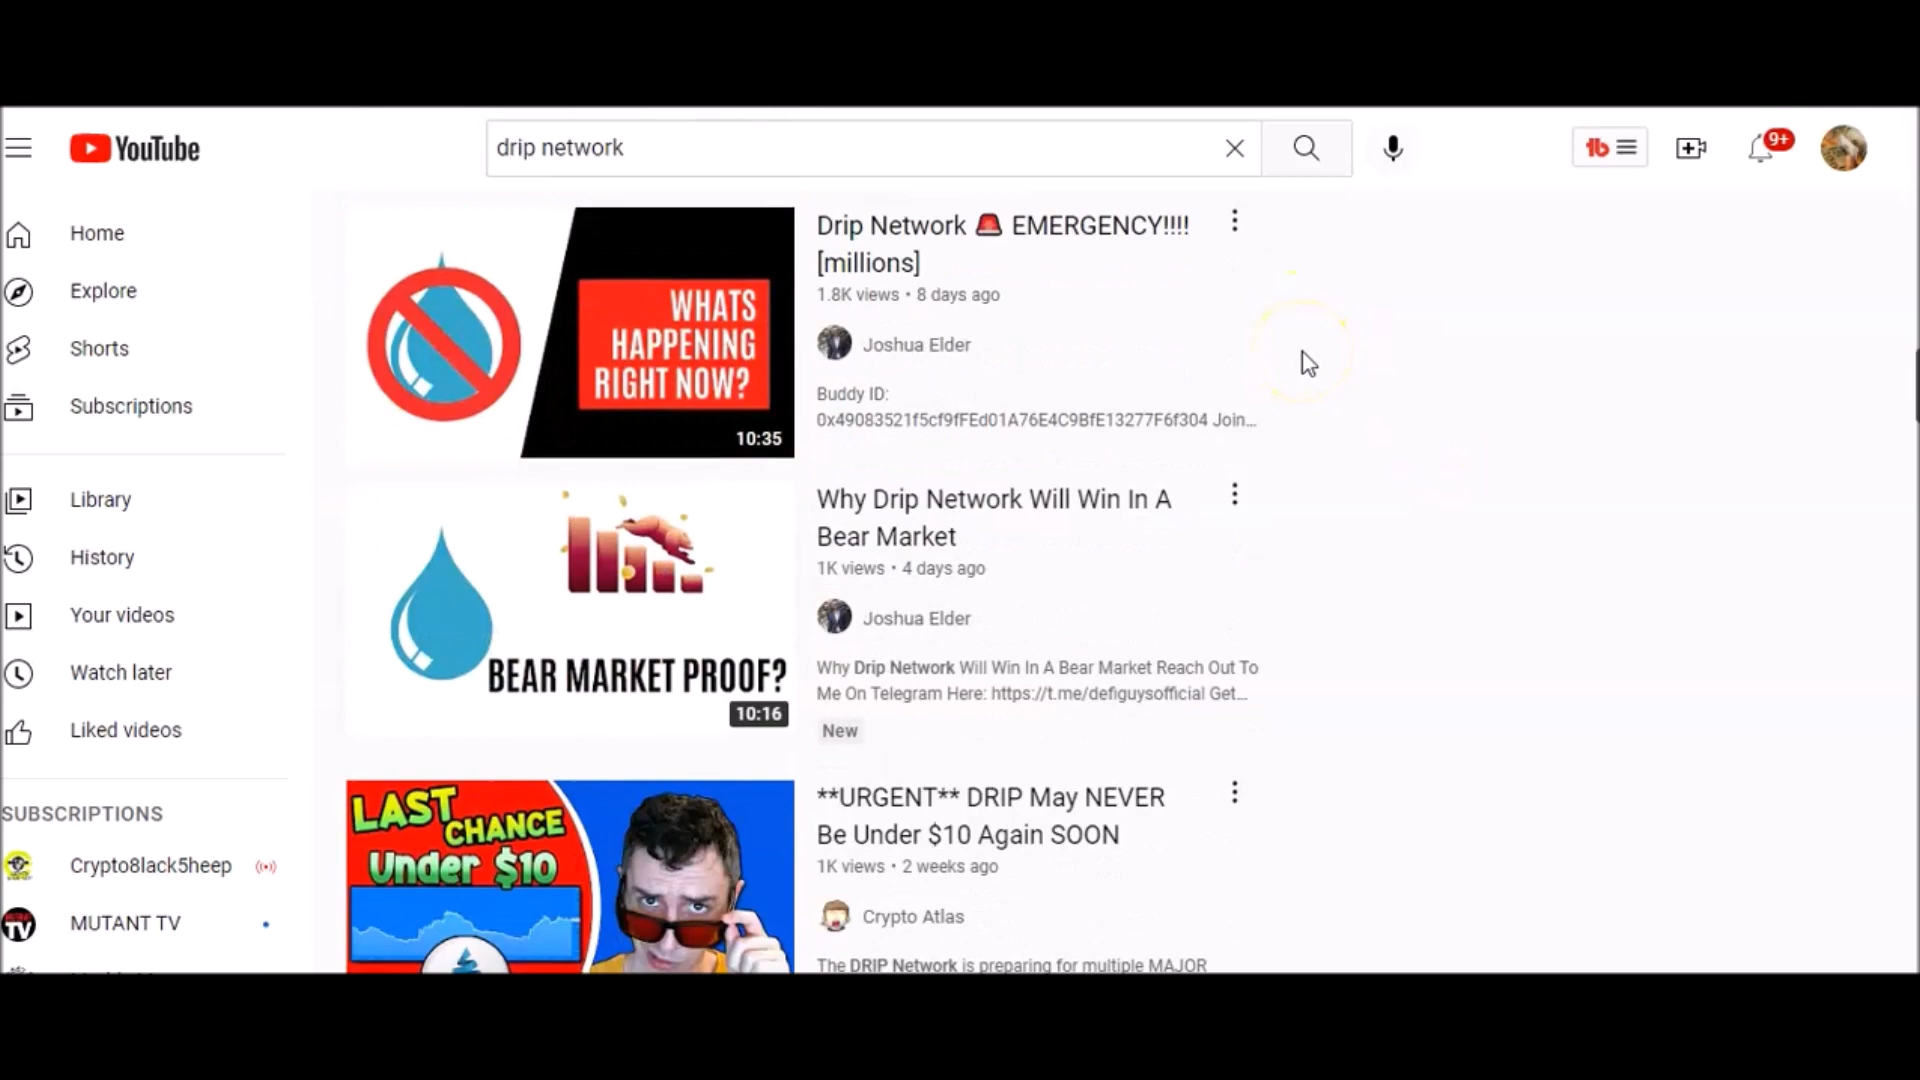 YouTube
drip network
9+
Home
Explore
Shorts
Subscriptions
Library
History
Your videos
Watch later
Liked videos
SUBSCRIPTIONS
Crypto8lack5heep
MUTANT TV
WHATS
HAPPENING
RIGHT NOW?
10:35
Drip Network 🚨 EMERGENCY!!!!
[millions]
1.8K views • 8 days ago
Joshua Elder
Buddy ID:
0x49083521f5cf9fFEd01A76E4C9BfE13277F6f304 Join...
BEAR MARKET PROOF?
10:16
Why Drip Network Will Win In A
Bear Market
1K views • 4 days ago
Joshua Elder
Why Drip Network Will Win In A Bear Market Reach Out To
Me On Telegram Here: https://t.me/defiguysofficial Get...
New
LAST
CHANCE
Under $10
**URGENT** DRIP May NEVER
Be Under $10 Again SOON
1K views • 2 weeks ago
Crypto Atlas
The DRIP Network is preparing for multiple MAJOR